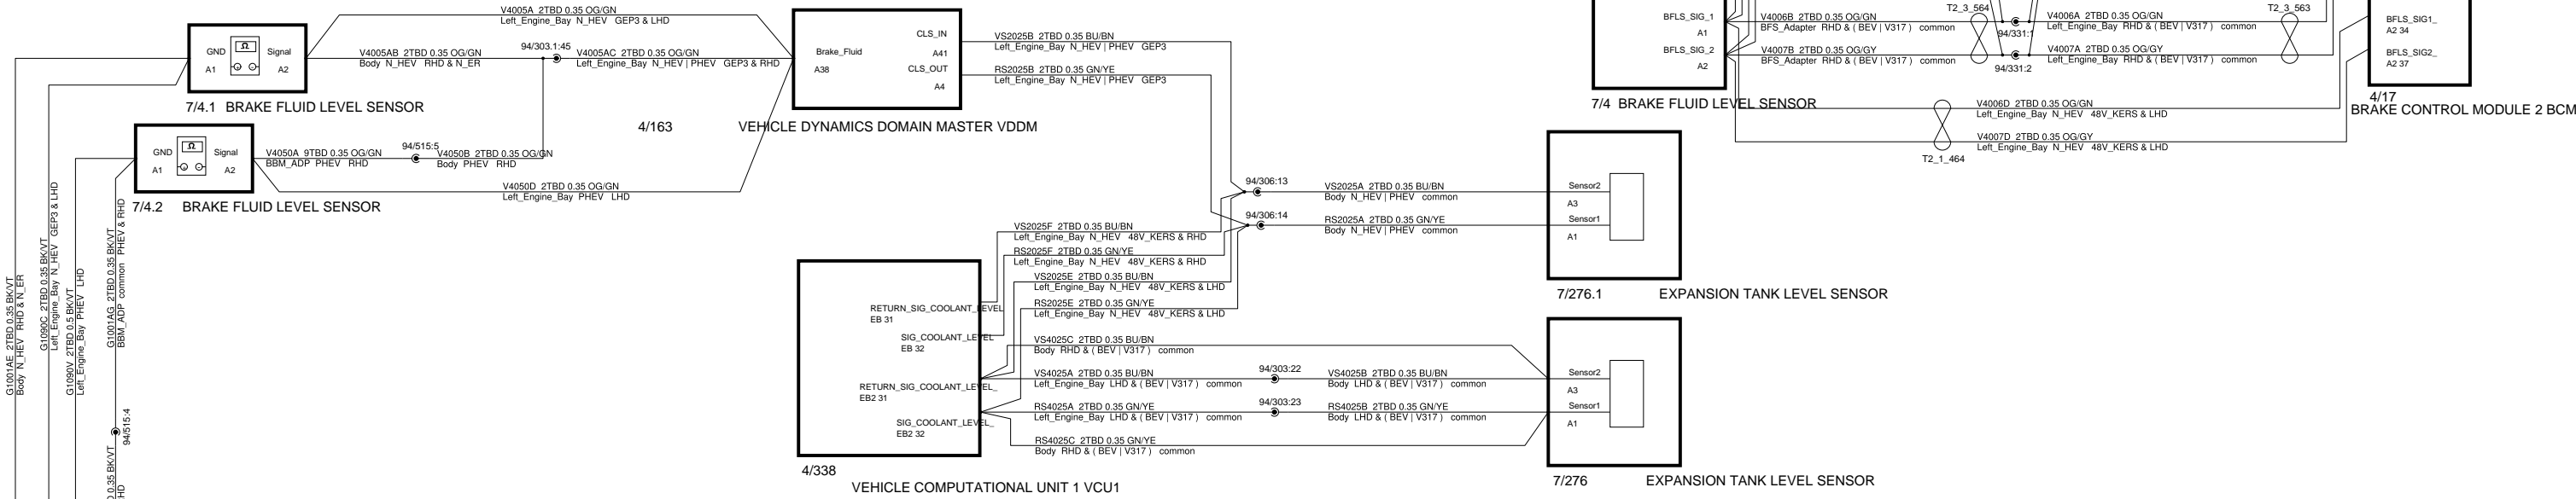 V4005A 2TBD 0.35 OG/GN
Left_Engine_Bay N_HEV GEP3 & LHD
GND
Ω
Signal
A1
A2
V4005AB 2TBD 0.35 OG/GN
Body N_HEV RHD & N_ER
94/303.1:45
V4005AC 2TBD 0.35 OG/GN
Left_Engine_Bay N_HEV | PHEV GEP3 & RHD
7/4.1 BRAKE FLUID LEVEL SENSOR
Brake_Fluid
A38
CLS_IN
A41
CLS_OUT
A4
4/163 VEHICLE DYNAMICS DOMAIN MASTER VDDM
VS2025B 2TBD 0.35 BU/BN
Left_Engine_Bay N_HEV | PHEV GEP3
RS2025B 2TBD 0.35 GN/YE
Left_Engine_Bay N_HEV | PHEV GEP3
GND
Ω
Signal
A1
A2
V4050A 9TBD 0.35 OG/GN
BBM_ADP PHEV RHD
94/515:5
V4050B 2TBD 0.35 OG/GN
Body PHEV RHD
V4050D 2TBD 0.35 OG/GN
Left_Engine_Bay PHEV LHD
7/4.2 BRAKE FLUID LEVEL SENSOR
G1001AE 2TBD 0.35 BK/VT
Body N_HEV RHD & N_ER
G1090C 2TBD 0.35 BK/VT
Left_Engine_Bay N_HEV GEP3 & LHD
G1090V 2TBD 0.5 BK/VT
Left_Engine_Bay PHEV LHD
G1001AG 2TBD 0.35 BK/VT
BBM_ADP common PHEV & RHD
94/515:4
0.35 BK/VT
HD
BFLS_SIG_1
A1
BFLS_SIG_2
A2
7/4 BRAKE FLUID LEVEL SENSOR
V4006B 2TBD 0.35 OG/GN
BFS_Adapter RHD & ( BEV | V317 ) common
V4007B 2TBD 0.35 OG/GY
BFS_Adapter RHD & ( BEV | V317 ) common
T2_3_564
94/331:1
94/331:2
V4006A 2TBD 0.35 OG/GN
Left_Engine_Bay RHD & ( BEV | V317 ) common
V4007A 2TBD 0.35 OG/GY
Left_Engine_Bay RHD & ( BEV | V317 ) common
T2_3_563
BFLS_SIG1_
A2 34
BFLS_SIG2_
A2 37
4/17
BRAKE CONTROL MODULE 2 BCM
V4006D 2TBD 0.35 OG/GN
Left_Engine_Bay N_HEV 48V_KERS & LHD
V4007D 2TBD 0.35 OG/GY
Left_Engine_Bay N_HEV 48V_KERS & LHD
T2_1_464
94/306:13
VS2025A 2TBD 0.35 BU/BN
Body N_HEV | PHEV common
94/306:14
RS2025A 2TBD 0.35 GN/YE
Body N_HEV | PHEV common
Sensor2
A3
Sensor1
A1
7/276.1 EXPANSION TANK LEVEL SENSOR
VS2025F 2TBD 0.35 BU/BN
Left_Engine_Bay N_HEV 48V_KERS & RHD
RS2025F 2TBD 0.35 GN/YE
Left_Engine_Bay N_HEV 48V_KERS & RHD
VS2025E 2TBD 0.35 BU/BN
Left_Engine_Bay N_HEV 48V_KERS & LHD
RS2025E 2TBD 0.35 GN/YE
Left_Engine_Bay N_HEV 48V_KERS & LHD
RETURN_SIG_COOLANT_LEVEL
EB 31
SIG_COOLANT_LEVEL
EB 32
RETURN_SIG_COOLANT_LEVEL_
EB2 31
SIG_COOLANT_LEVEL_
EB2 32
4/338
VEHICLE COMPUTATIONAL UNIT 1 VCU1
VS4025C 2TBD 0.35 BU/BN
Body RHD & ( BEV | V317 ) common
VS4025A 2TBD 0.35 BU/BN
Left_Engine_Bay LHD & ( BEV | V317 ) common
94/303:22
VS4025B 2TBD 0.35 BU/BN
Body LHD & ( BEV | V317 ) common
RS4025A 2TBD 0.35 GN/YE
Left_Engine_Bay LHD & ( BEV | V317 ) common
94/303:23
RS4025B 2TBD 0.35 GN/YE
Body LHD & ( BEV | V317 ) common
RS4025C 2TBD 0.35 GN/YE
Body RHD & ( BEV | V317 ) common
Sensor2
A3
Sensor1
A1
7/276 EXPANSION TANK LEVEL SENSOR